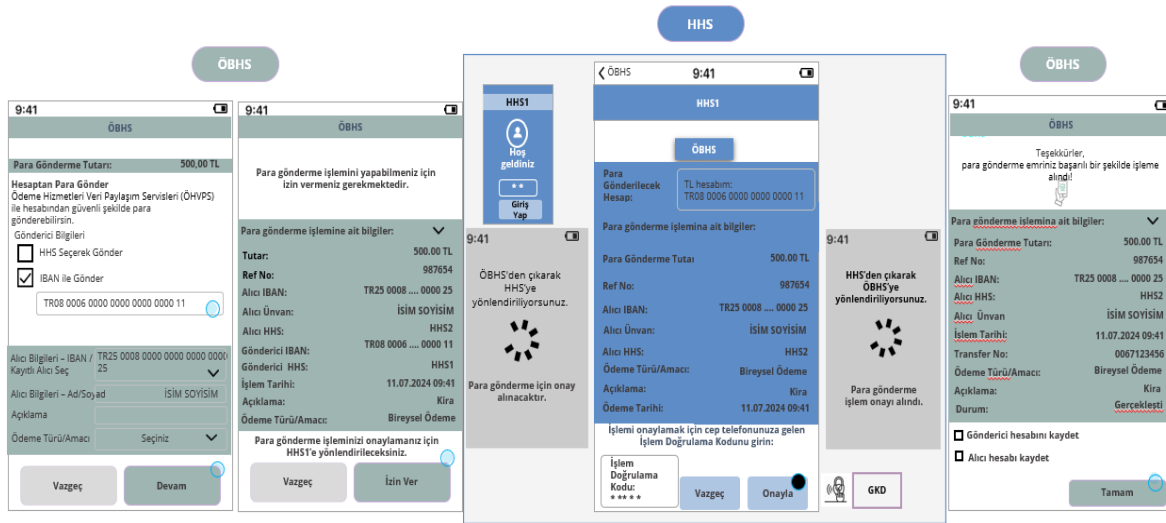 ÖBHS
HHS
ÖBHS
9:41
ÖBHS
Para Gönderme Tutarı: 500,00 TL
Hesaptan Para Gönder
Ödeme Hizmetleri Veri Paylaşım Servisleri (ÖHVPS)
ile hesabından güvenli şekilde para
gönderebilirsin.
Gönderici Bilgileri
HHS Seçerek Gönder
IBAN ile Gönder
TR08 0006 0000 0000 0000 0000 11
Alıcı Bilgileri – IBAN / TR25 0008 0000 0000 0000 0000
Kayıtlı Alıcı Seç 25
Alıcı Bilgileri – Ad/Soyad İSİM SOYİSİM
Açıklama
Ödeme Türü/Amacı Seçiniz
Vazgeç
Devam
9:41
ÖBHS
Para gönderme işlemini yapabilmeniz için
izin vermeniz gerekmektedir.
Para gönderme işlemine ait bilgiler:
Tutar: 500.00 TL
Ref No: 987654
Alıcı IBAN: TR25 0008 .... 0000 25
Alıcı Ünvan: İSİM SOYİSİM
Alıcı HHS: HHS2
Gönderici IBAN: TR08 0006 .... 0000 11
Gönderici HHS: HHS1
İşlem Tarihi: 11.07.2024 09:41
Açıklama: Kira
Ödeme Türü/Amacı: Bireysel Ödeme
Para gönderme işleminizi onaylamanız için
HHS1'e yönlendirileceksiniz.
Vazgeç
İzin Ver
HHS1
Hoş
geldiniz
* *
Giriş
Yap
9:41
ÖBHS'den çıkarak
HHS'ye
yönlendiriliyorsunuz.
Para gönderme için onay
alınacaktır.
ÖBHS
9:41
HHS1
ÖBHS
Para
Gönderilecek
Hesap:
TL hesabım:
TR08 0006 0000 0000 0000 11
Para gönderme işlemina ait bilgiler:
Para Gönderme Tutaı 500.00 TL
Ref No: 987654
Alıcı IBAN: TR25 0008 .... 0000 25
Alıcı Ünvan: İSİM SOYİSİM
Alıcı HHS: HHS2
Ödeme Türü/Amacı: Bireysel Ödeme
Açıklama: Kira
Ödeme Tarihi: 11.07.2024 09:41
İşlemi onaylamak için cep telefonunuza gelen
İşlem Doğrulama Kodunu girin:
İşlem
Doğrulama
Kodu:
* ** * *
Vazgeç
Onayla
9:41
HHS'den çıkarak
ÖBHS'ye
yönlendiriliyorsunuz.
Para gönderme
işlem onayı alındı.
GKD
9:41
ÖBHS
Teşekkürler,
para gönderme emriniz başarılı bir şekilde işleme
alındı!
Para gönderme işlemina ait bilgiler:
Para Gönderme Tutarı: 500.00 TL
Ref No: 987654
Alıcı IBAN: TR25 0008 .... 0000 25
Alıcı HHS: HHS2
Alıcı Ünvan İSİM SOYİSİM
İşlem Tarihi: 11.07.2024 09:41
Transfer No: 0067123456
Ödeme Türü/Amacı: Bireysel Ödeme
Açıklama: Kira
Durum: Gerçekleşti
Gönderici hesabını kaydet
Alıcı hesabı kaydet
Tamam